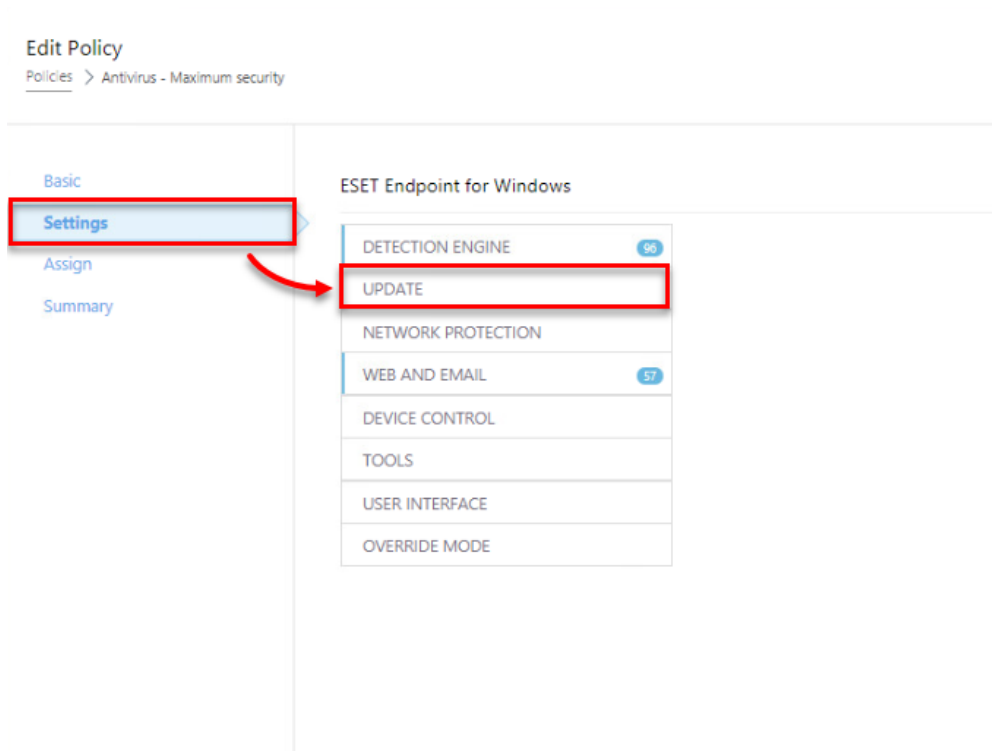 Edit Policy
Policies > Antivirus - Maximum security
Basic
Settings
Assign
Summary
ESET Endpoint for Windows
DETECTION ENGINE 96
UPDATE
NETWORK PROTECTION
WEB AND EMAIL 57
DEVICE CONTROL
TOOLS
USER INTERFACE
OVERRIDE MODE